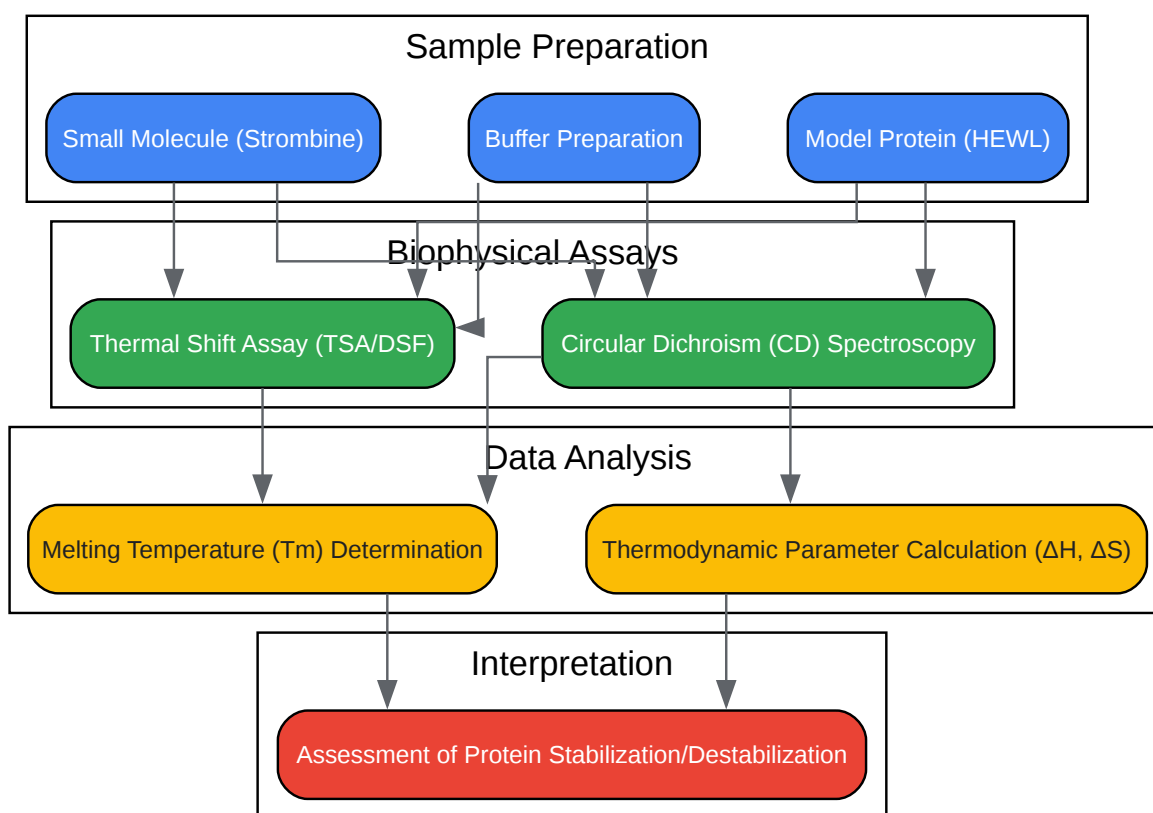 Sample Preparation
Small Molecule (Strombine)
Buffer Preparation
Model Protein (HEWL)
Biophysical Assays
Thermal Shift Assay (TSA/DSF)
Circular Dichroism (CD) Spectroscopy
Data Analysis
Melting Temperature (Tm) Determination
Thermodynamic Parameter Calculation (ΔH, ΔS)
Interpretation
Assessment of Protein Stabilization/Destabilization